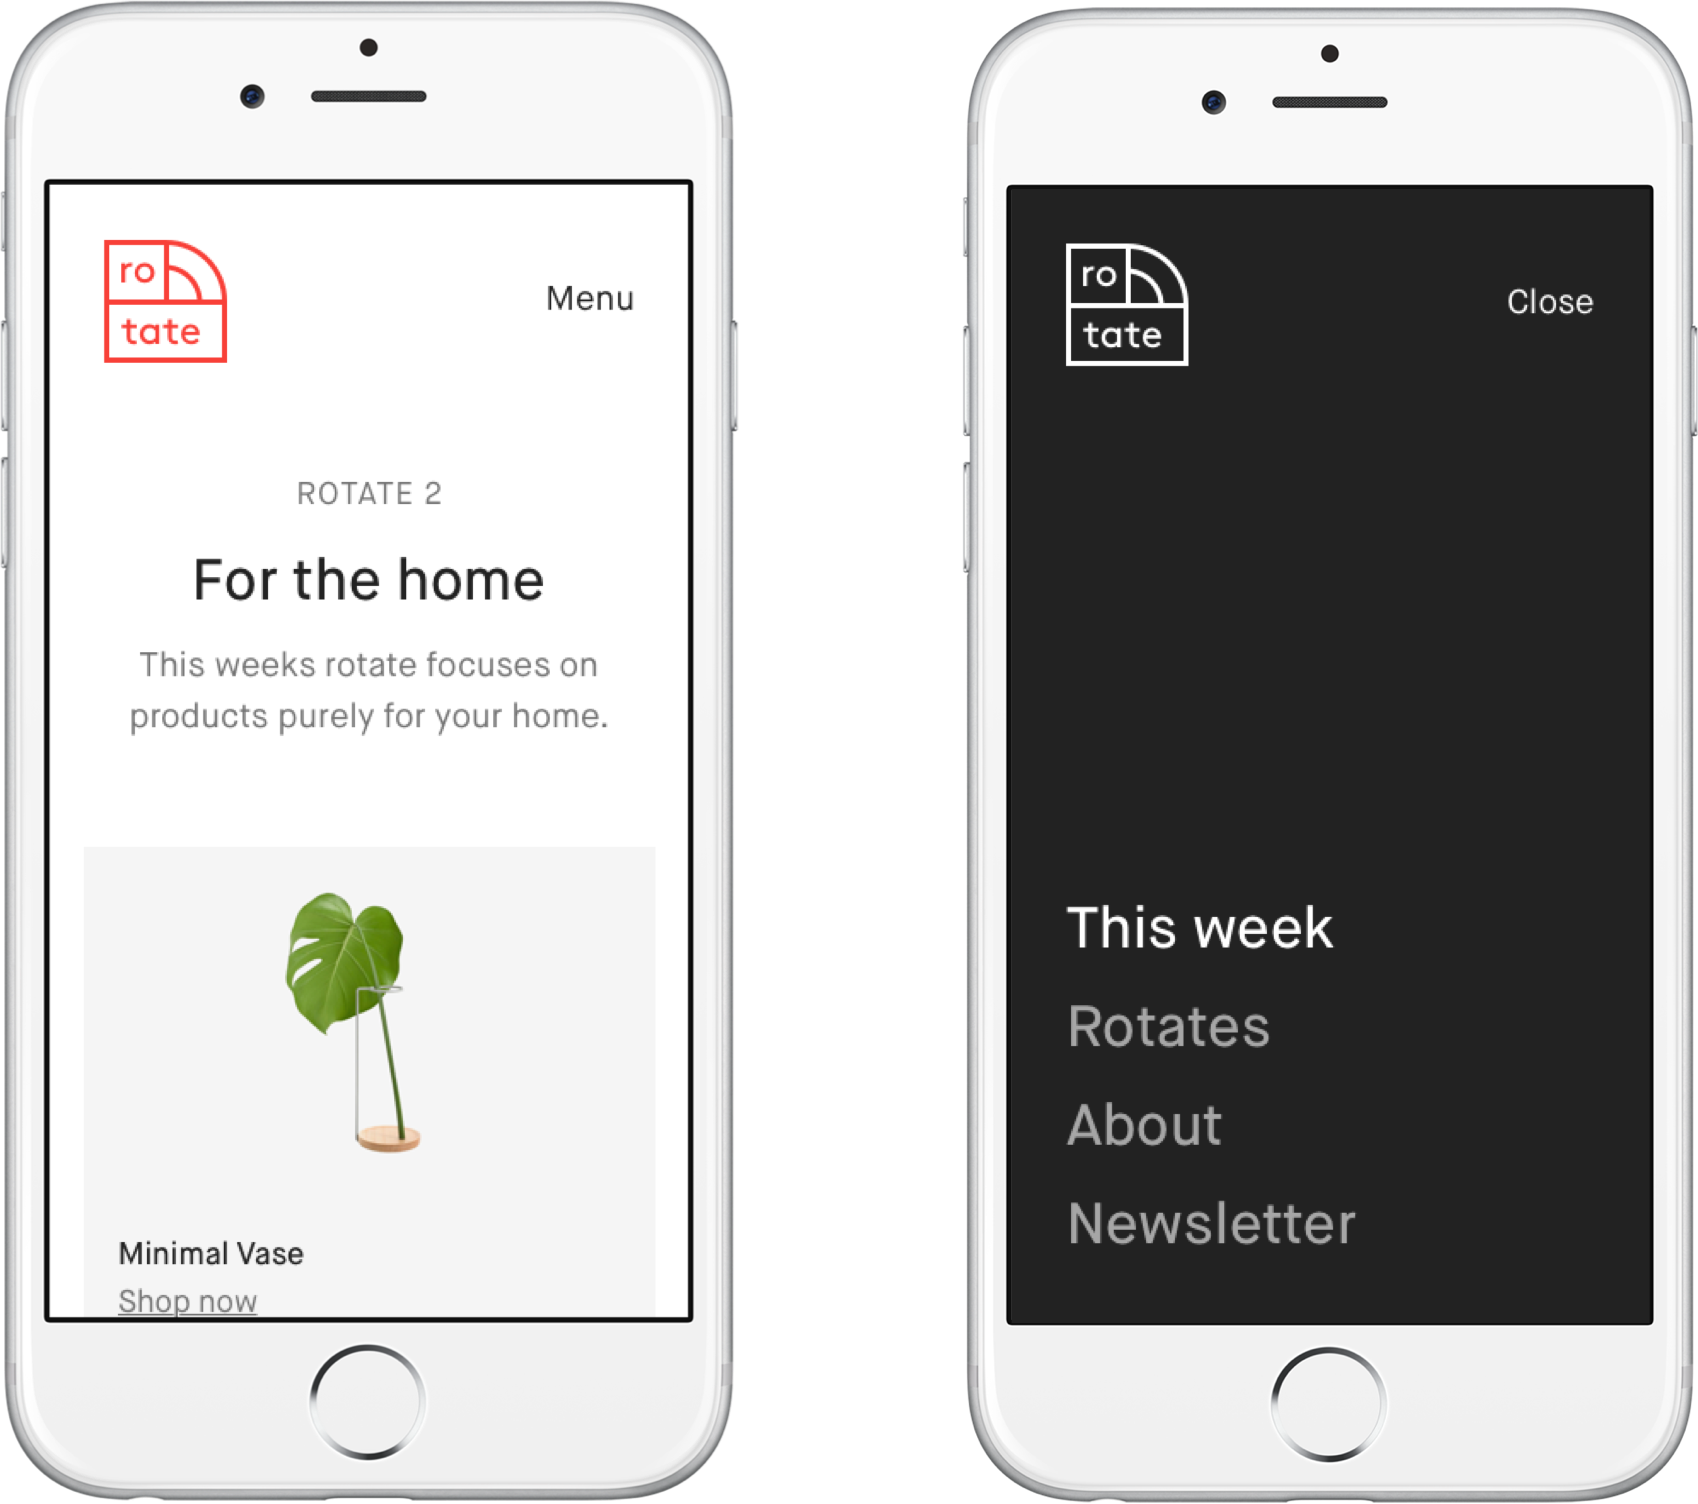 ro
tate
Menu
ROTATE 2
For the home
This weeks rotate focuses on
products purely for your home.
Minimal Vase
Shop now
ro
tate
Close
This week
Rotates
About
Newsletter